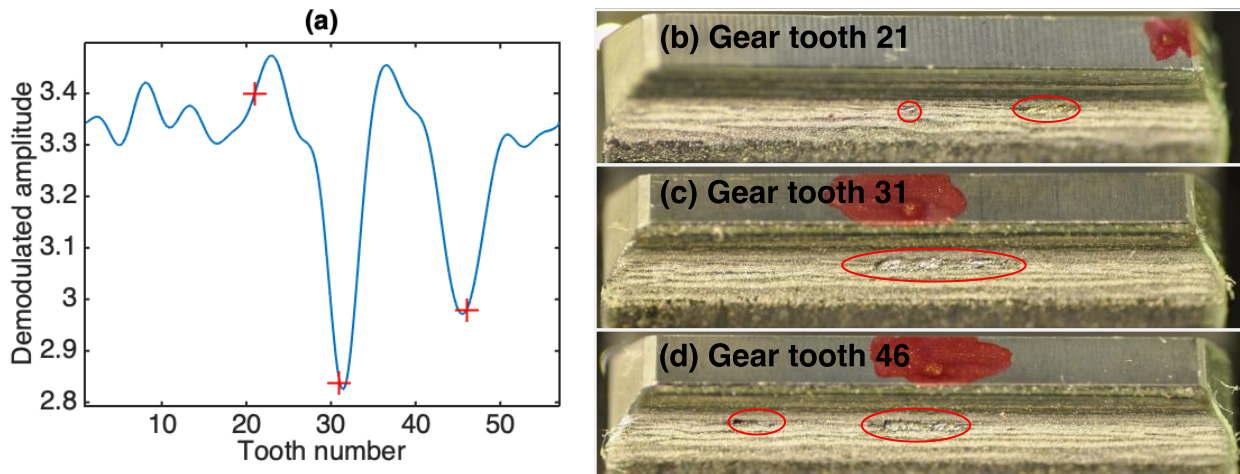 (a)
3.4
3.3
3.2
3.1
3
2.9
2.8
10 20 30 40 50
Demodulated amplitude
Tooth number
(b) Gear tooth 21
(c) Gear tooth 31
(d) Gear tooth 46